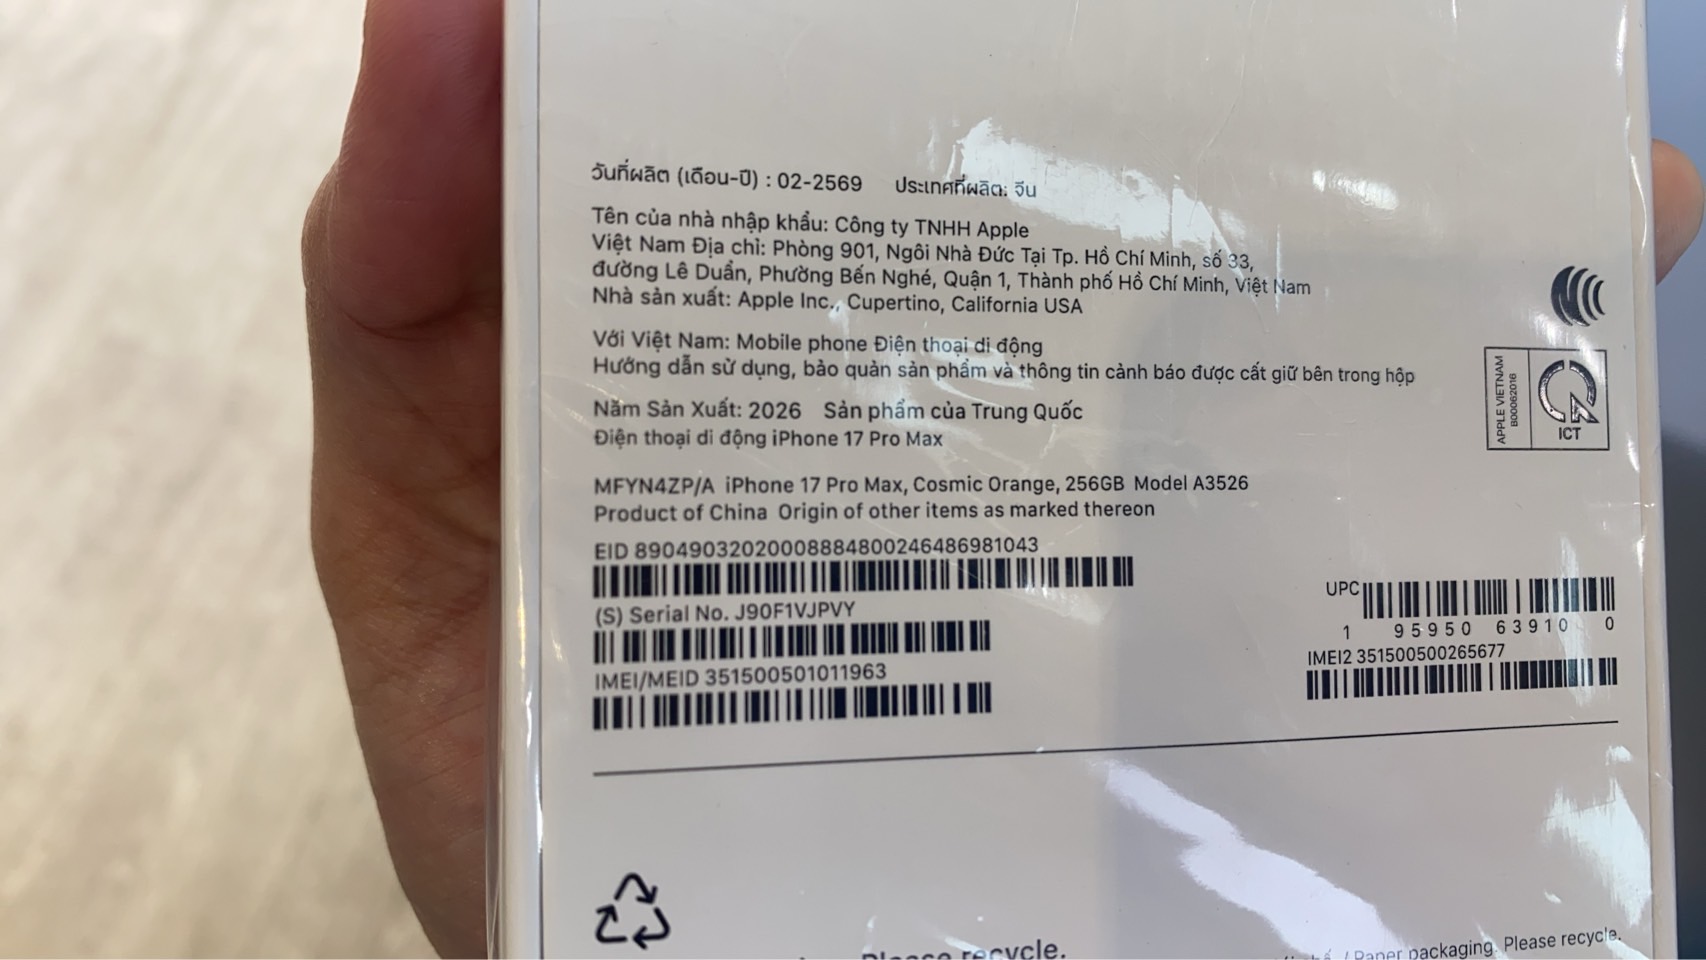 วันที่ผลิต (เดือน-ปี) : 02-2569 ประเทศที่ผลิต: จีน
Tên của nhà nhập khẩu: Công ty TNHH Apple
Việt Nam Địa chỉ: Phòng 901, Ngôi Nhà Đức Tại Tp. Hồ Chí Minh, số 33,
đường Lê Duẩn, Phường Bến Nghé, Quận 1, Thành phố Hồ Chí Minh, Việt Nam
Nhà sản xuất: Apple Inc., Cupertino, California USA
Với Việt Nam: Mobile phone Điện thoại di động
Hướng dẫn sử dụng, bảo quản sản phẩm và thông tin cảnh báo được cất giữ bên trong hộp
APPLE VIETNAM
B00062016
ICT
Năm Sản Xuất: 2026 Sản phẩm của Trung Quốc
Điện thoại di động iPhone 17 Pro Max
MFYN4ZP/A iPhone 17 Pro Max, Cosmic Orange, 256GB Model A3526
Product of China Origin of other items as marked thereon
EID 89049032020008884800246486981043
(S) Serial No. J90F1VJPVY
UPC
1 95950 63910 0
IMEI/MEID 351500501011963
IMEI2 351500500265677
Please recycle.
/ Paper packaging. Please recycle.